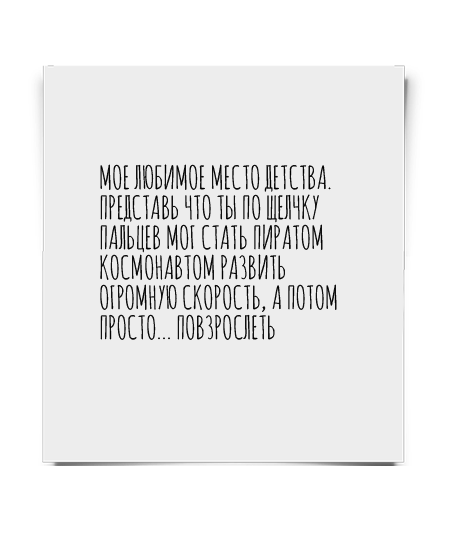 МОЕ ЛЮБИМОЕ МЕСТО ДЕТСТВА.
ПРЕДСТАВЬ ЧТО ТЫ ПО ЩЕЛЧКУ
ПАЛЬЦЕВ МОГ СТАТЬ ПИРАТОМ
КОСМОНАВТОМ РАЗВИТЬ
ОГРОМНУЮ СКОРОСТЬ, А ПОТОМ
ПРОСТО... ПОВЗРОСЛЕТЬ